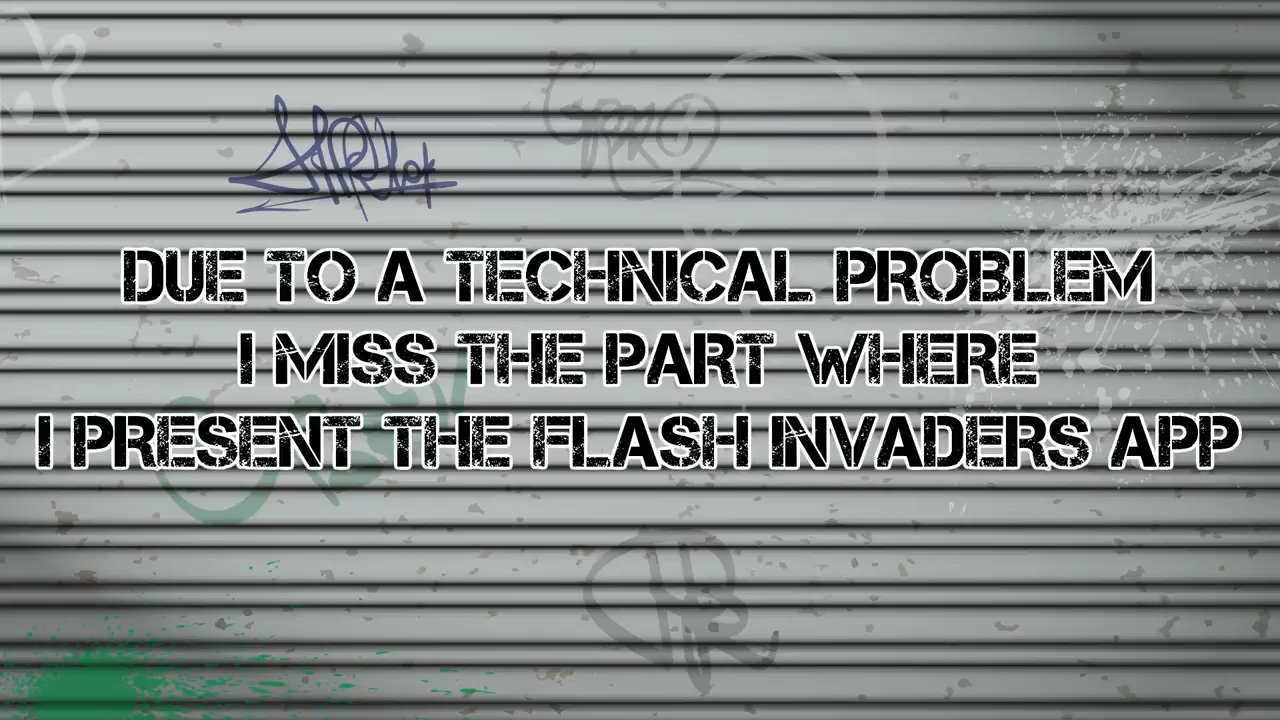 DUE TO A TECHNICAL PROBLEM
I MISS THE PART WHERE
I PRESENT THE FLASH INVADERS APP